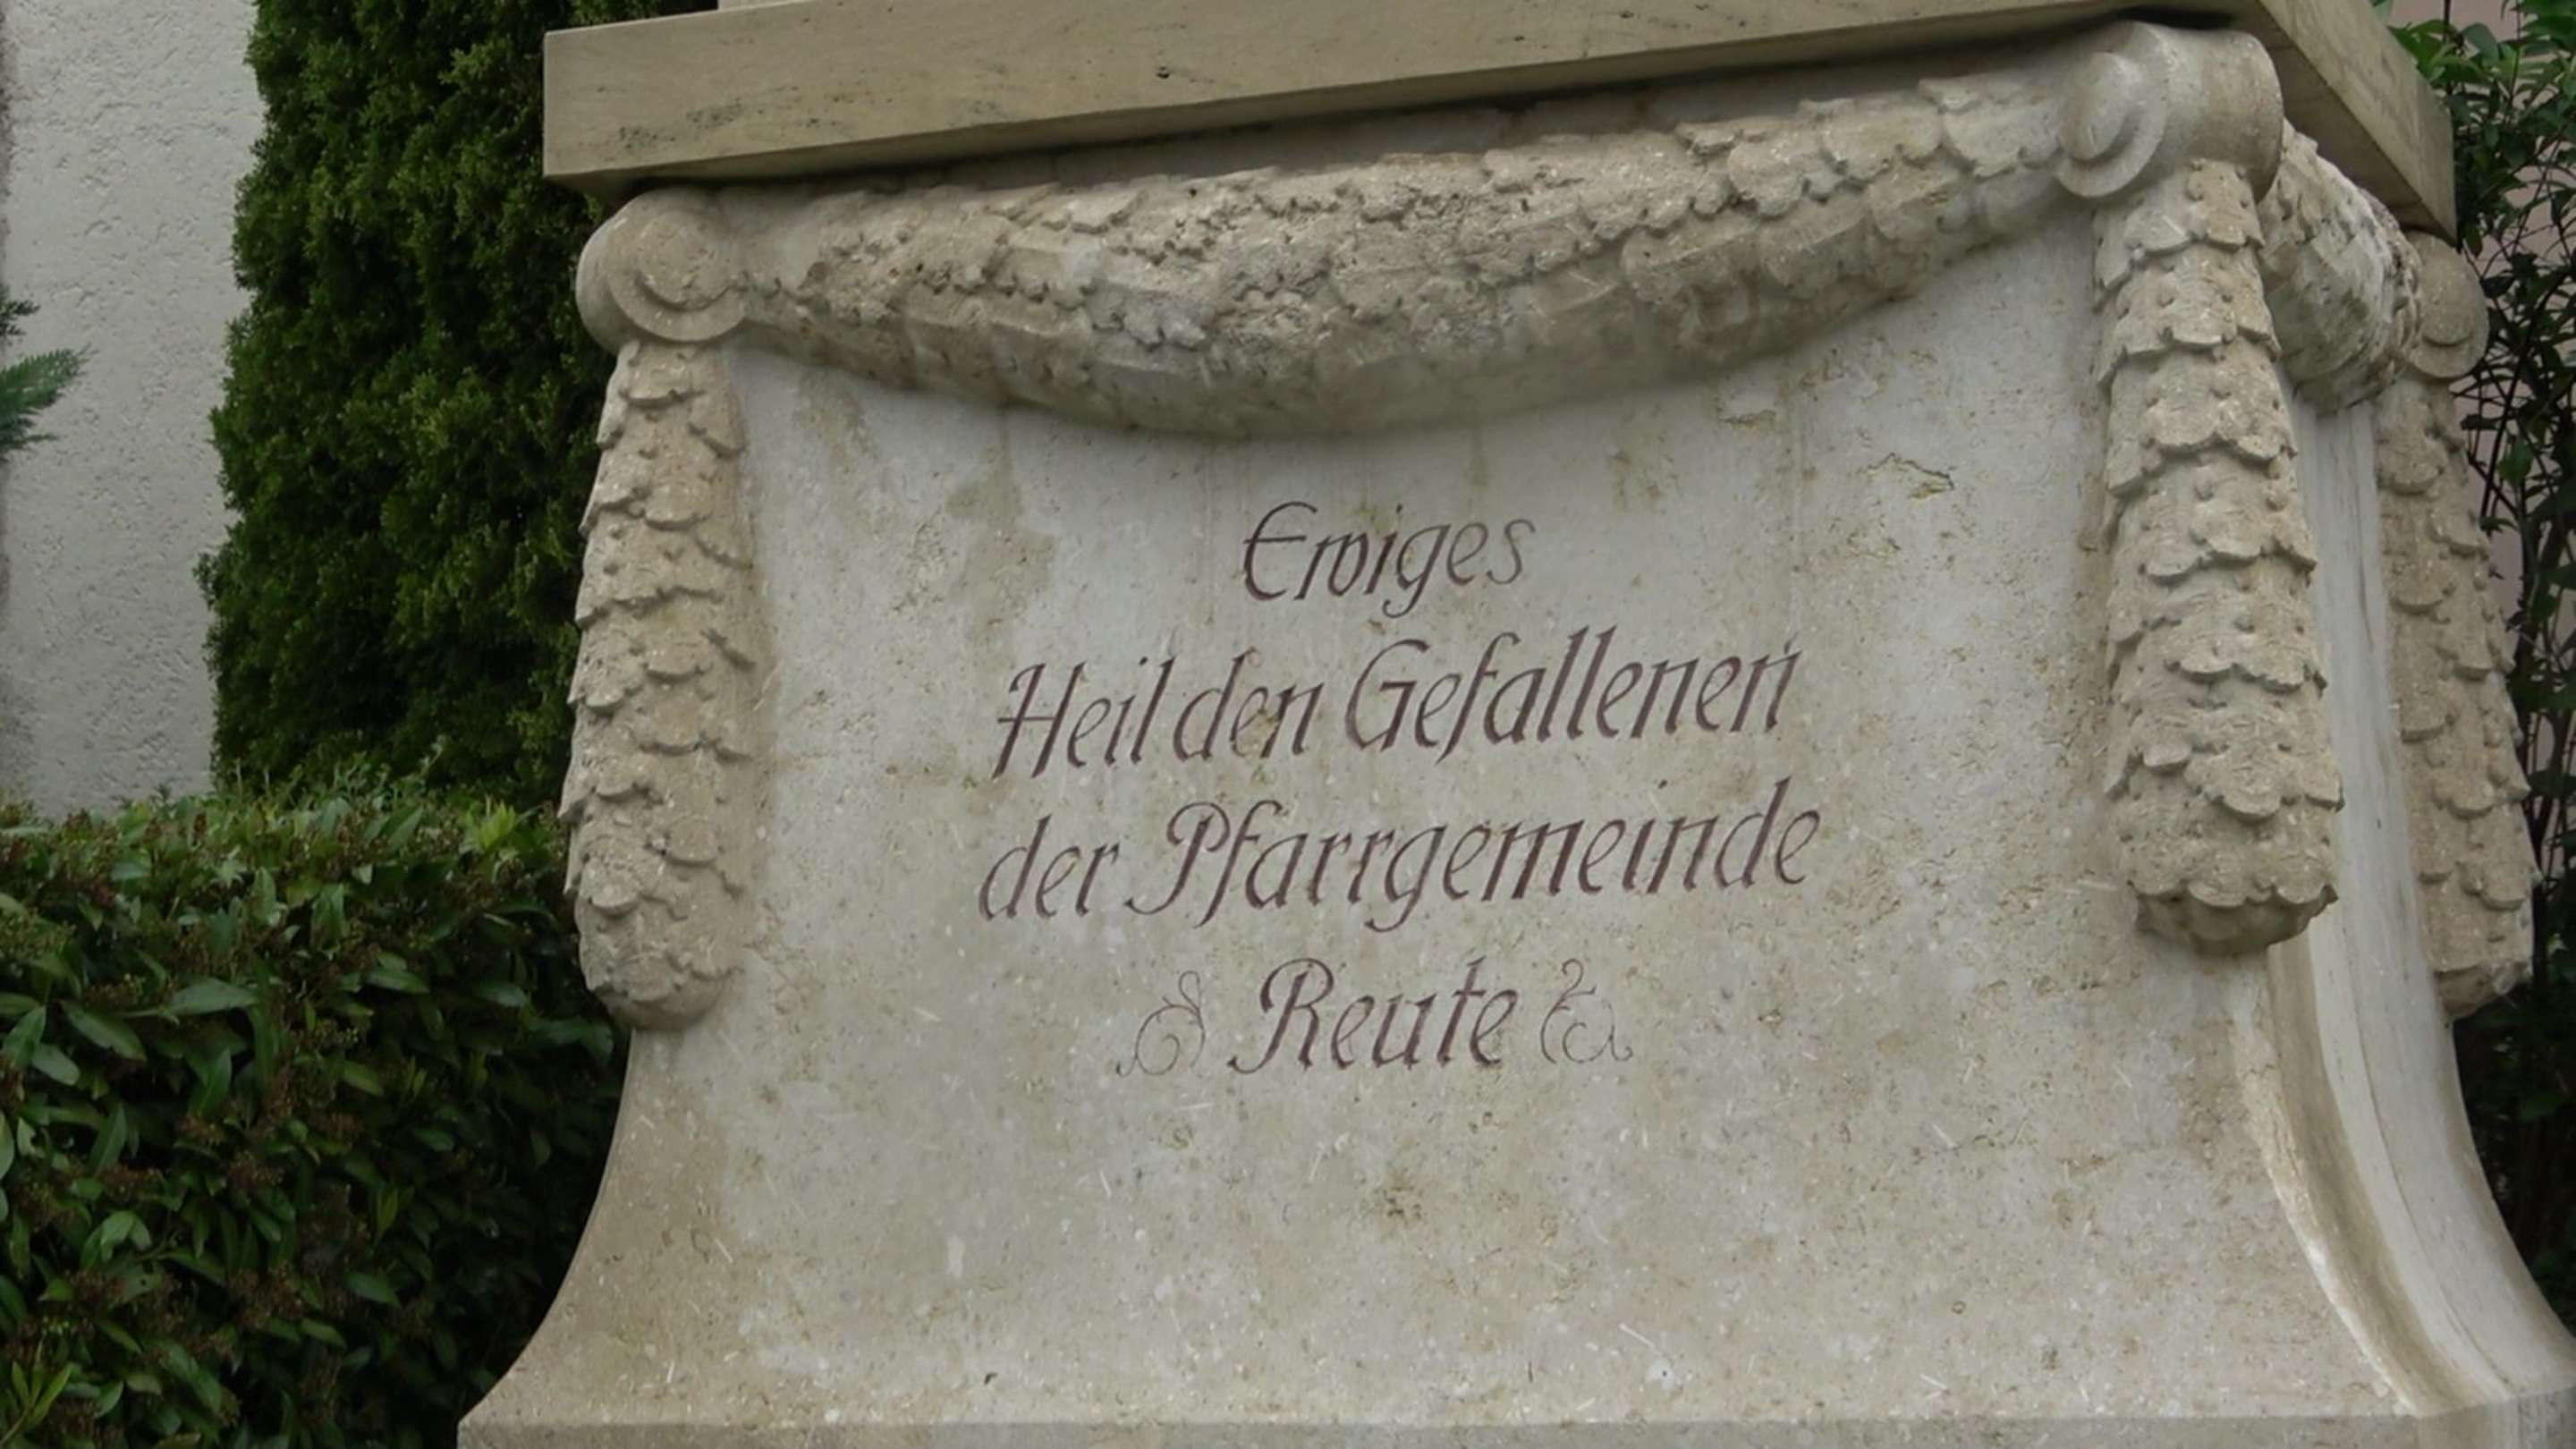 Ewiges
Heil den Gefallenen
der Pfarrgemeinde
Reute